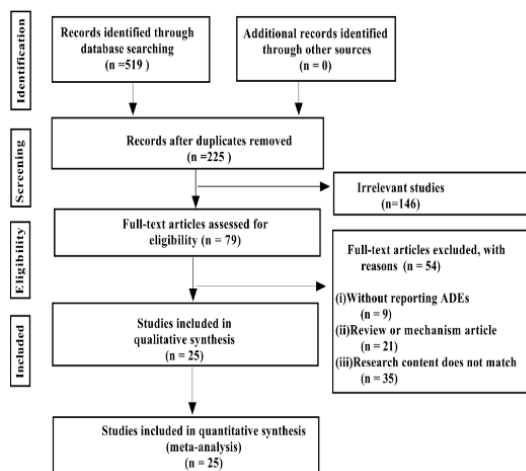 Identification
Records identified through
database searching
(n =519 )
Additional records identified
through other sources
(n = 0)
Screening
Records after duplicates removed
(n =225 )
Irrelevant studies
(n=146)
Eligibility
Full-text articles assessed for
eligibility (n = 79)
Full-text articles excluded, with
reasons (n = 54)
(i)Without reporting ADEs
(n = 9)
(ii)Review or mechanism article
(n = 21)
(iii)Research content does not match
(n = 35)
Included
Studies included in
qualitative synthesis
(n = 25)
Studies included in quantitative synthesis
(meta-analysis)
(n = 25)